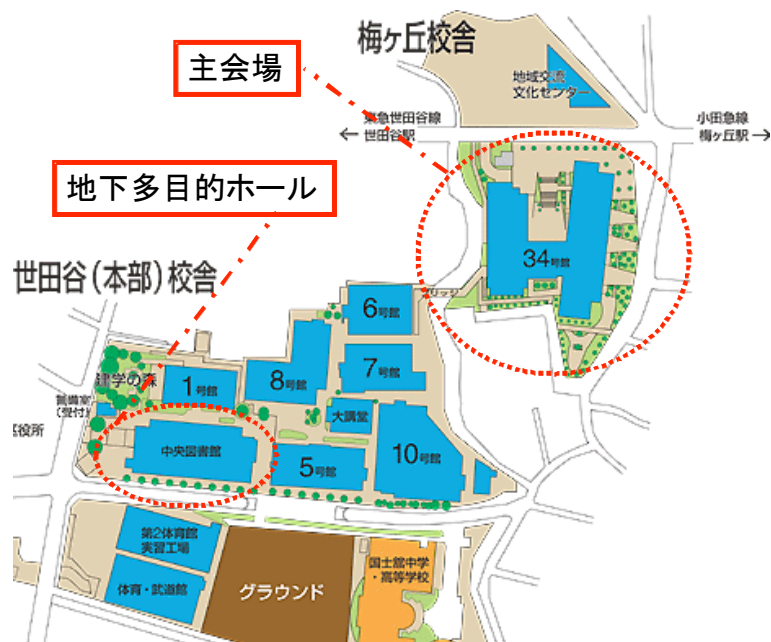 梅ヶ丘校舎
主会場
地域交流
文化センター
東急世田谷線
← 世田谷駅
小田急線
梅ヶ丘駅 →
地下多目的ホール
34号館
世田谷(本部)校舎
6号館
7号館
8号館
1号館
建学の森
警備室
(受付)
大講堂
区役所
中央図書館
5号館
10号館
第2体育館
実習工場
体育・武道館
グラウンド
国士舘中学
・高等学校